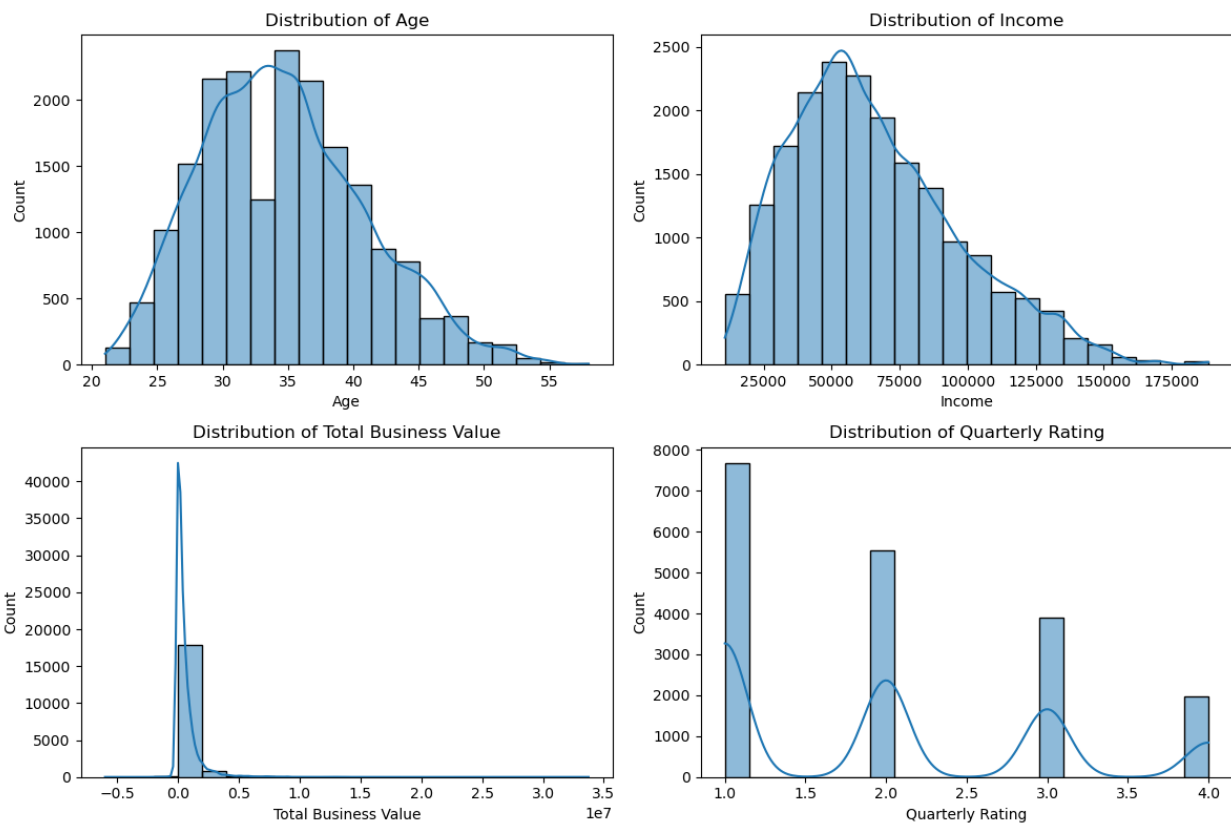 Distribution of Age
Count
2000
1500
1000
500
0
20 25 30 35 40 45 50 55
Age
Distribution of Income
Count
2500
2000
1500
1000
500
0
25000 50000 75000 100000 125000 150000 175000
Income
Distribution of Total Business Value
Count
40000
35000
30000
25000
20000
15000
10000
5000
0
−0.5 0.0 0.5 1.0 1.5 2.0 2.5 3.0 3.5
1e7
Total Business Value
Distribution of Quarterly Rating
Count
8000
7000
6000
5000
4000
3000
2000
1000
0
1.0 1.5 2.0 2.5 3.0 3.5 4.0
Quarterly Rating